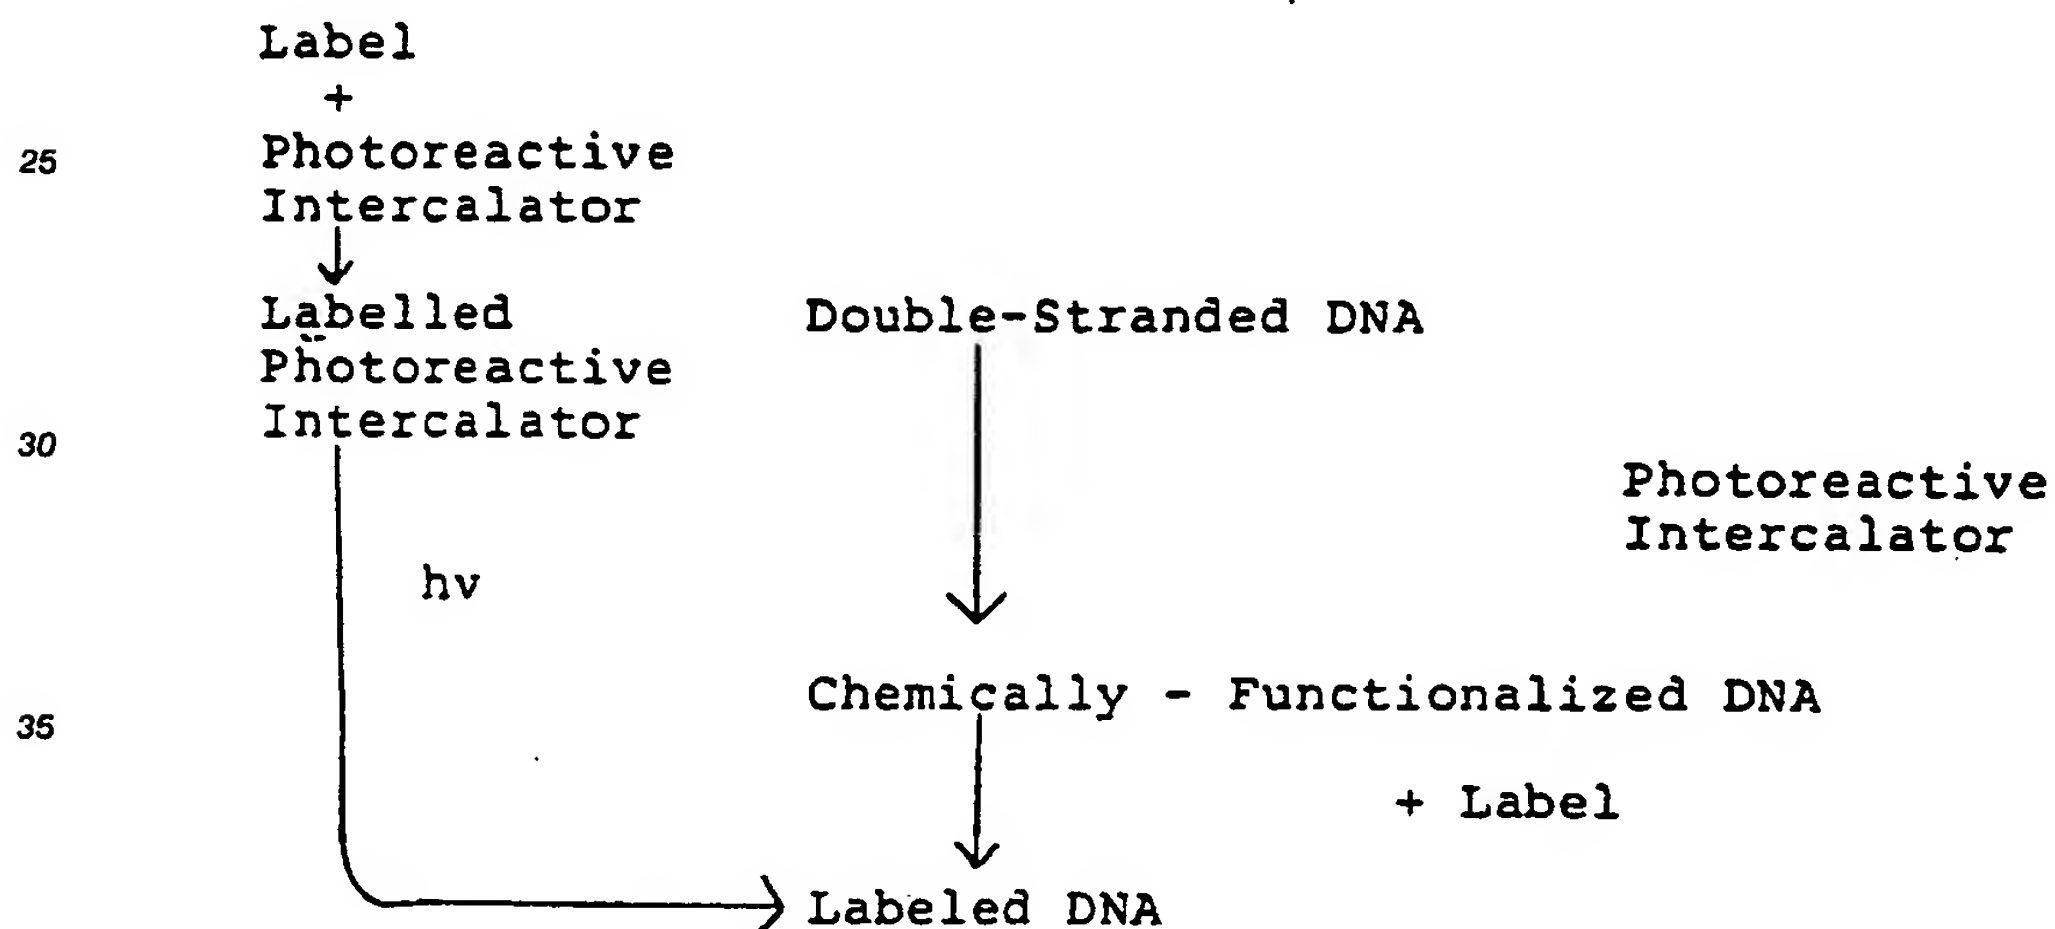 Label
+
25
Photoreactive
Intercalator
Labelled
Photoreactive
Intercalator
30
hv
Double-Stranded DNA
Photoreactive
Intercalator
Chemically - Functionalized DNA
35
+ Label
Labeled DNA